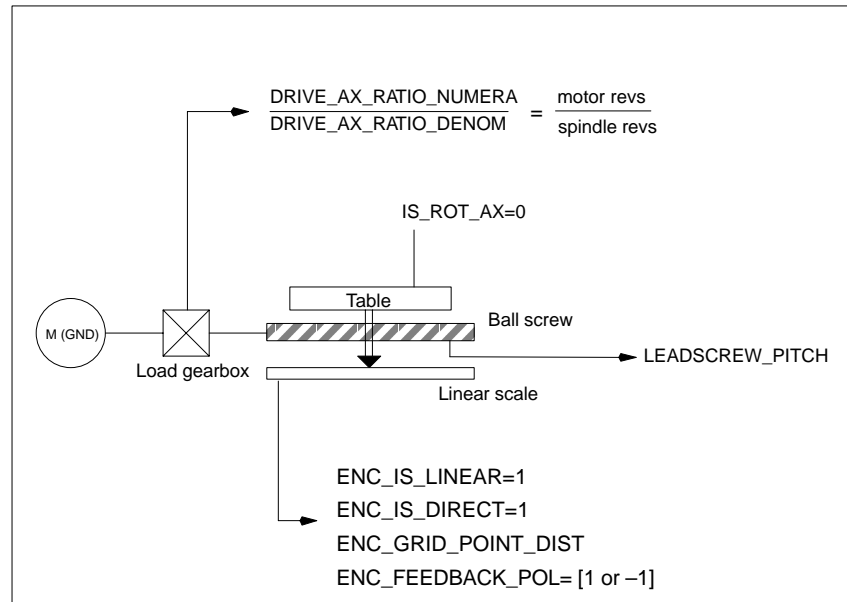 DRIVE_AX_RATIO_NUMERA
DRIVE_AX_RATIO_DENOM
=
motor revs
spindle revs
IS_ROT_AX=0
Table
M (GND)
Ball screw
Load gearbox
LEADSCREW_PITCH
Linear scale
ENC_IS_LINEAR=1
ENC_IS_DIRECT=1
ENC_GRID_POINT_DIST
ENC_FEEDBACK_POL= [1 or –1]